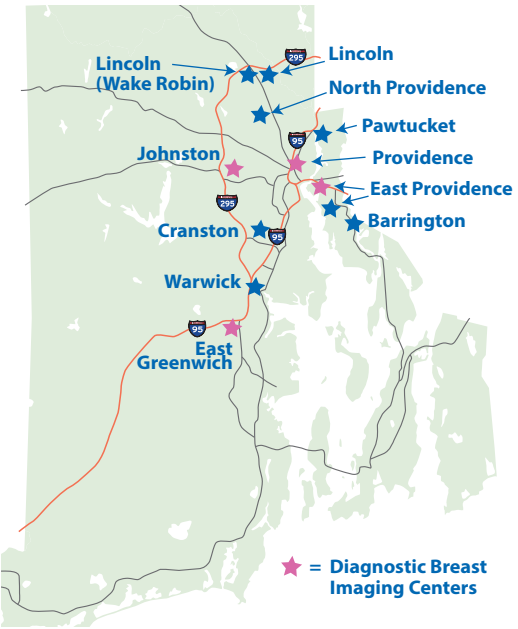 295
Lincoln
Lincoln
(Wake Robin)
North Providence
Pawtucket
95
Johnston
Providence
East Providence
295
Cranston
95
Barrington
Warwick
95
East
Greenwich
= Diagnostic Breast
Imaging Centers